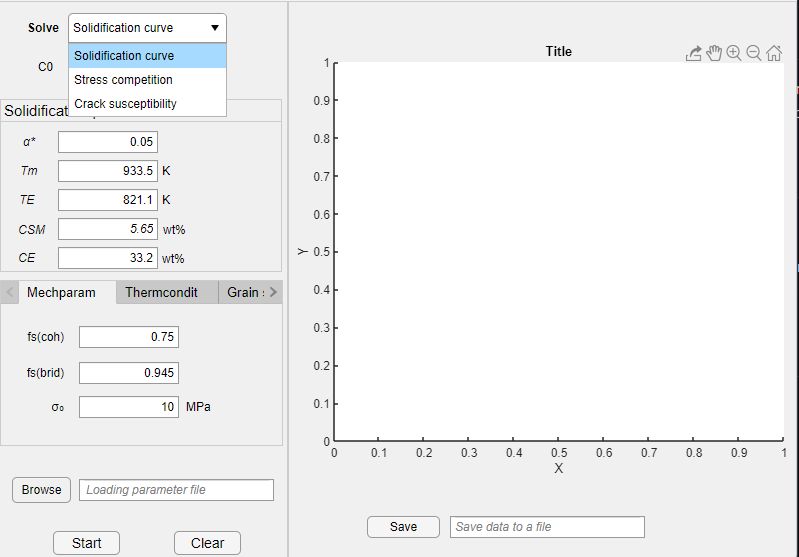 Solve Solidification curve
Solidification curve
C0
Stress competition
Crack susceptibility
α* 0.05
Tm 933.5 K
TE 821.1 K
CSM 5.65 wt%
CE 33.2 wt%
Mechparam Thermcondit Grain
fs(coh) 0.75
fs(brid) 0.945
σ₀ 10 MPa
Browse Loading parameter file
Start Clear
Title
1
0.9
0.8
0.7
0.6
Y 0.5
0.4
0.3
0.2
0.1
0
0 0.1 0.2 0.3 0.4 0.5 0.6 0.7 0.8 0.9 1
X
Save Save data to a file